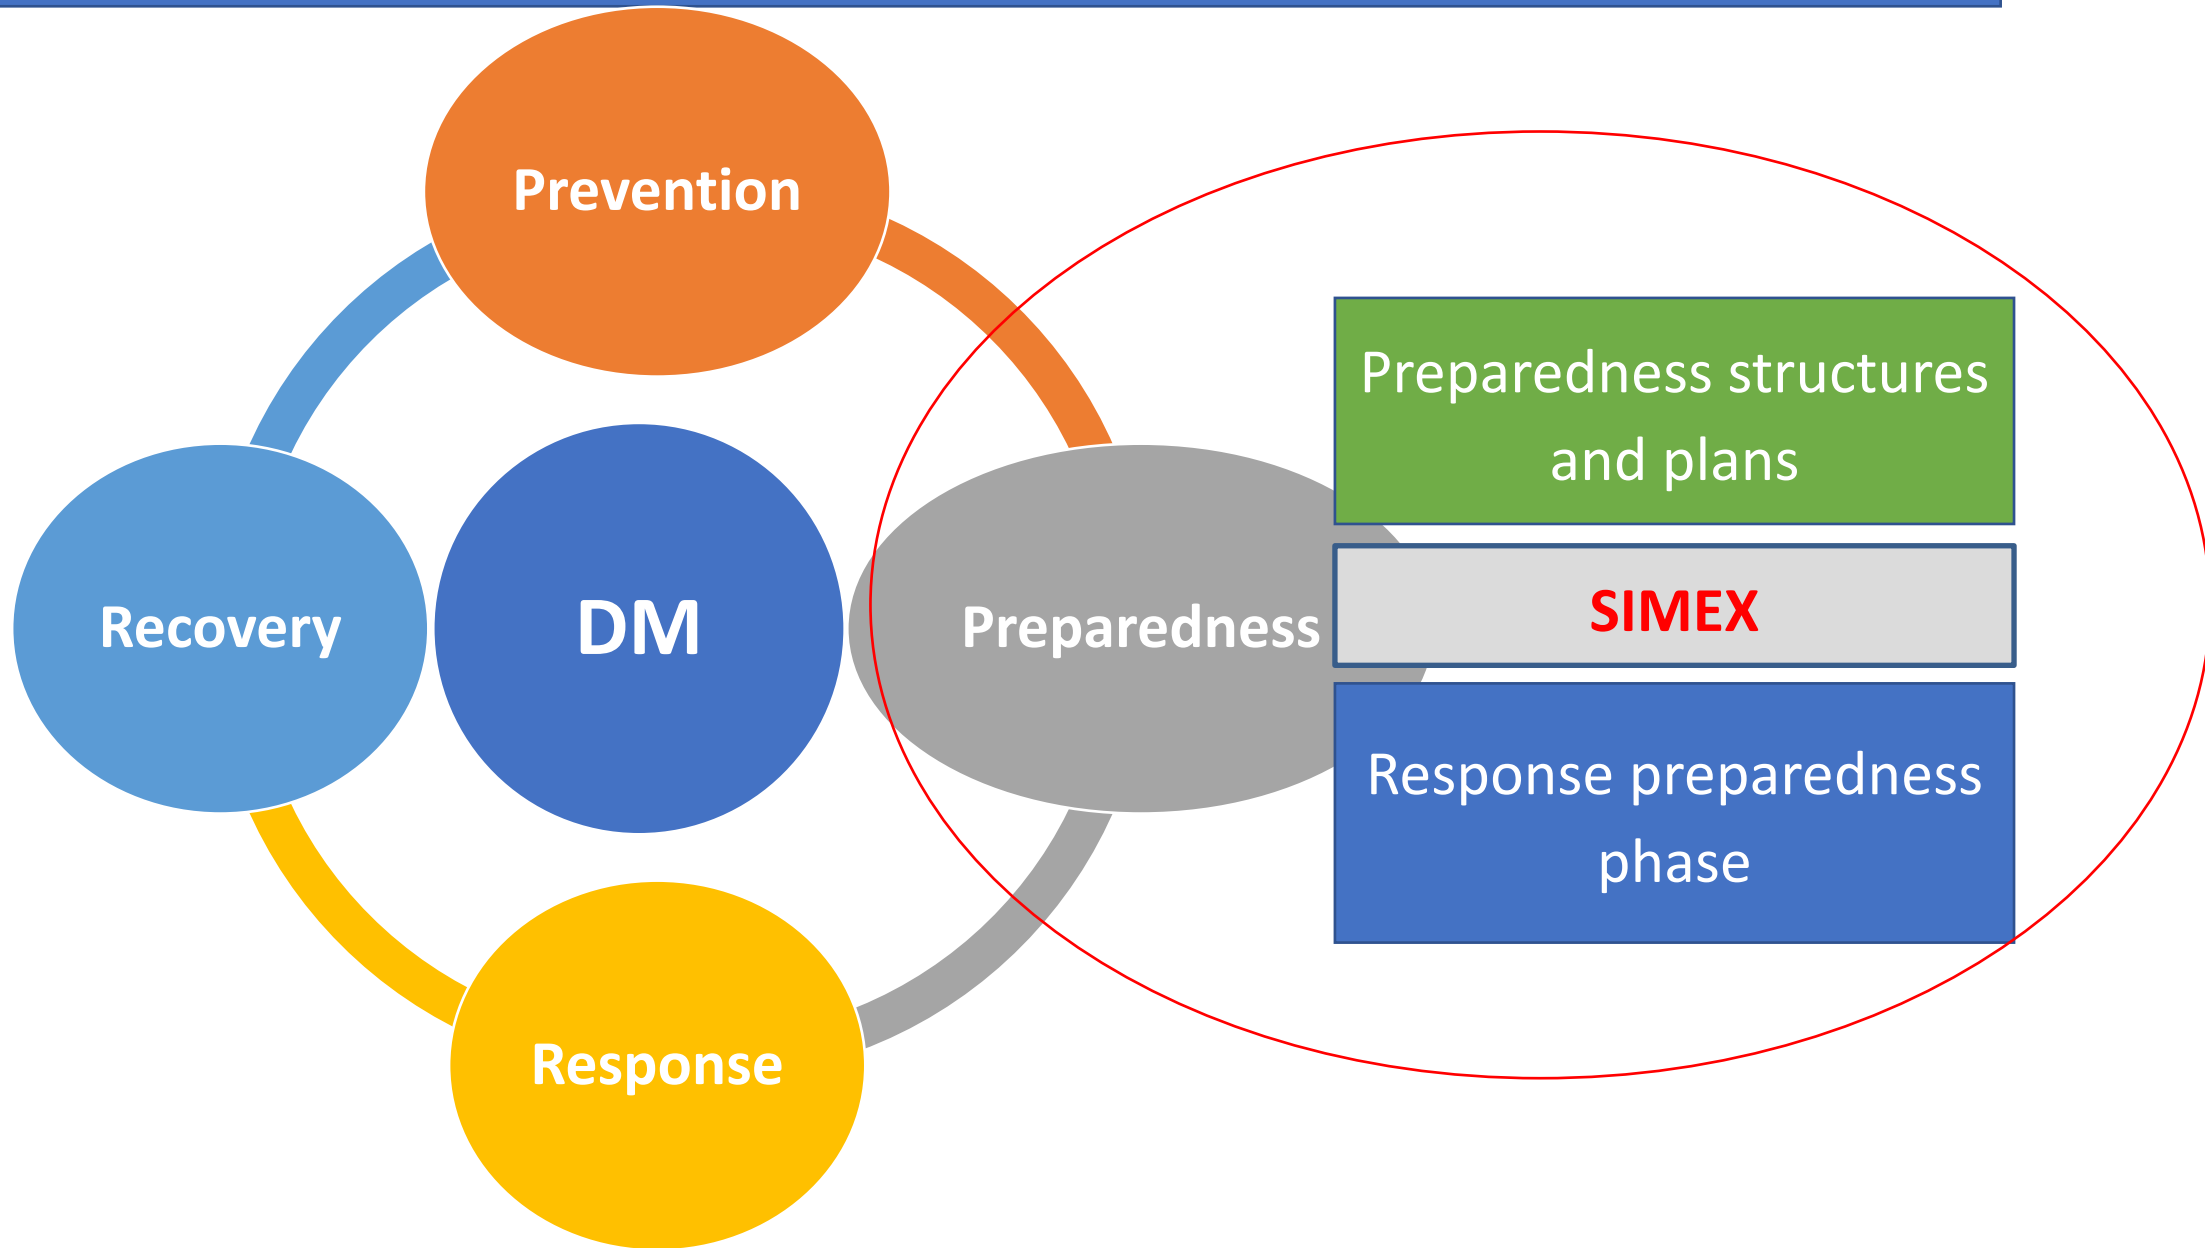 Prevention
Preparedness structures
and plans
SIMEX
Recovery
DM
Preparedness
Response preparedness
phase
Response